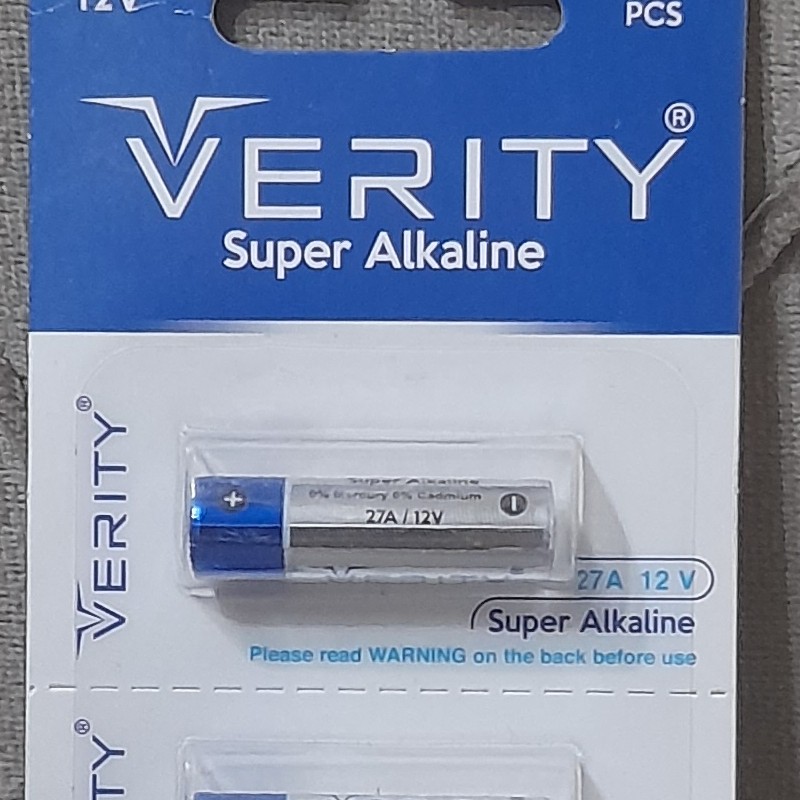 12V
PCS
VERITY®
Super Alkaline
VERITY®
Super Alkaline
0% Mercury 0% Cadmium
27A / 12V
27A 12 V
Super Alkaline
Please read WARNING on the back before use